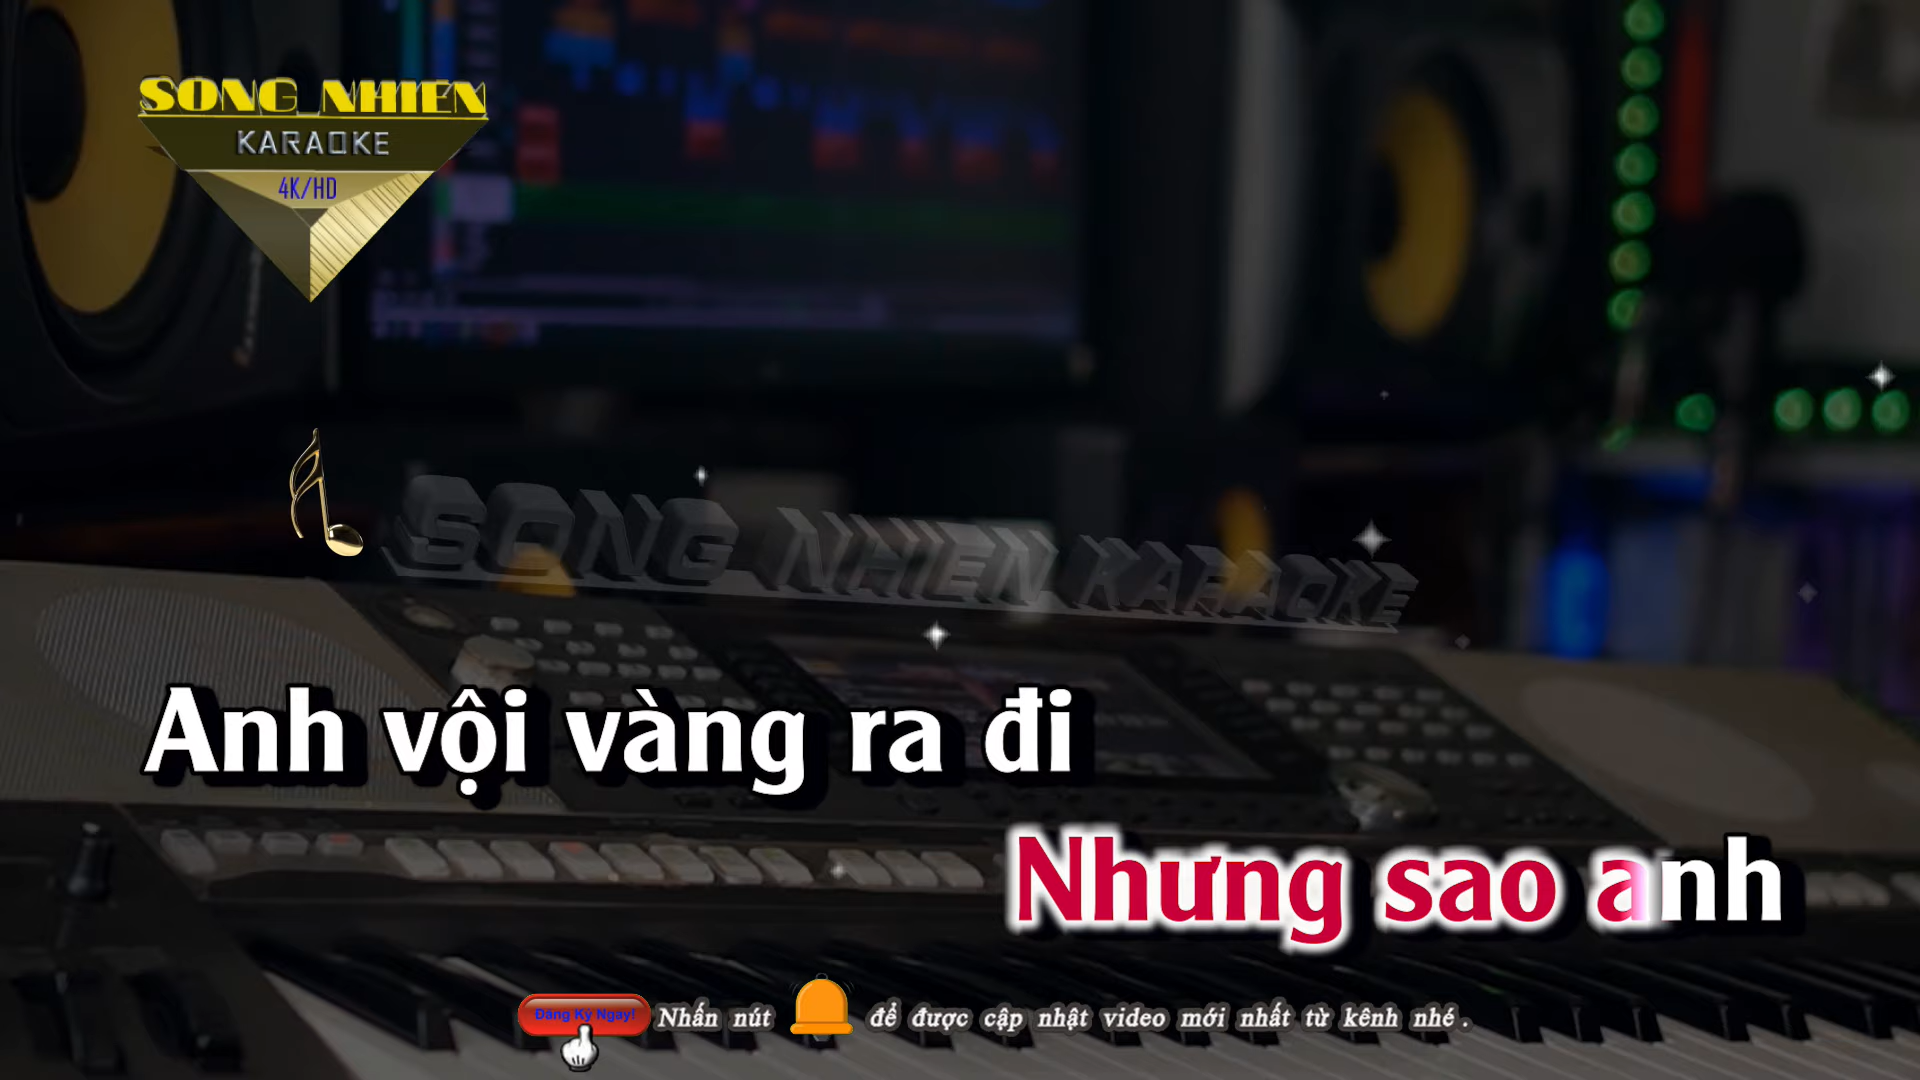 SONG NHIEN
KARAOKE
4K/HD
SONG NHIEN KARAOKE
Anh vội vàng ra đi
Nhưng sao anh
Đăng Ký Ngay! Nhấn nút để được cập nhật video mới nhất từ kênh nhé .